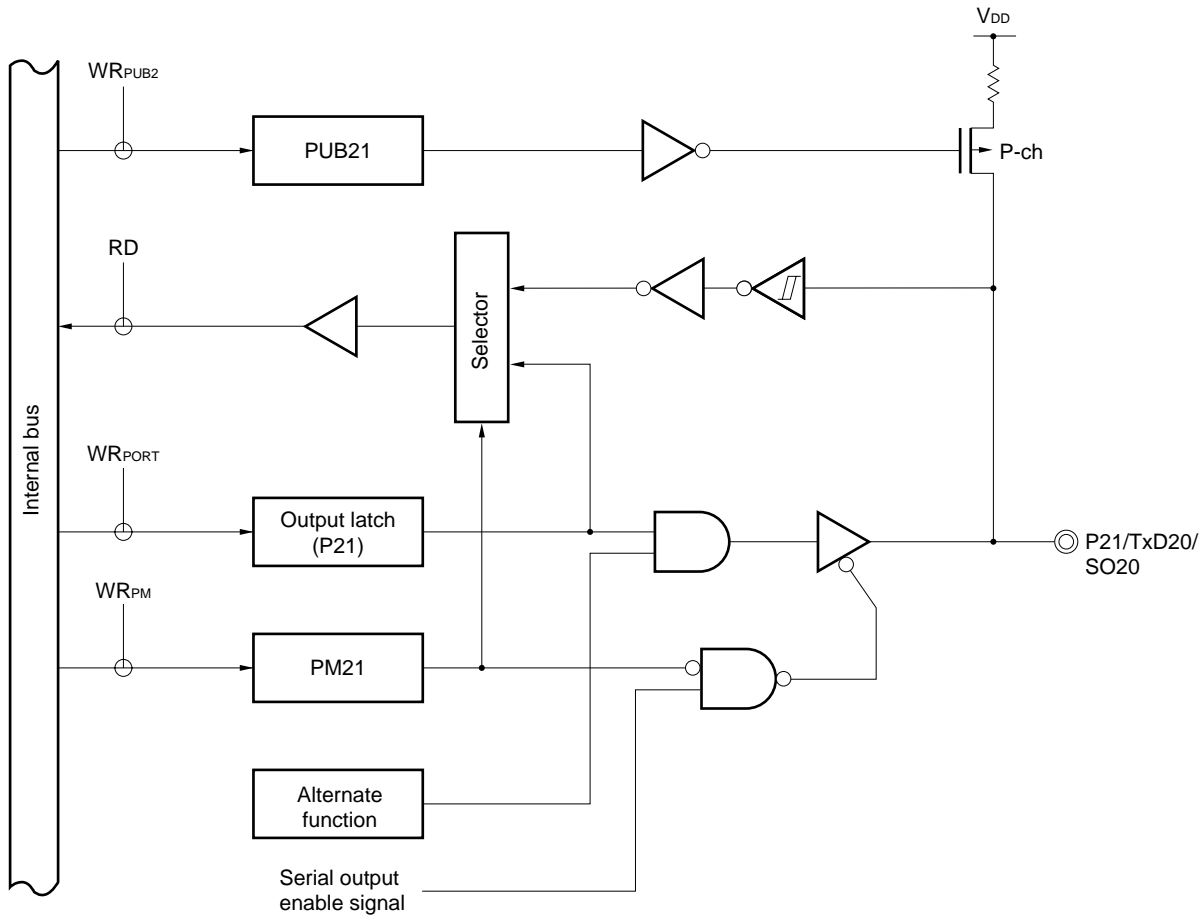 VDD
WRPUB2
PUB21
P-ch
RD
Selector
Internal bus
WRPORT
Output latch
(P21)
P21/TxD20/
SO20
WRPM
PM21
Alternate
function
Serial output
enable signal